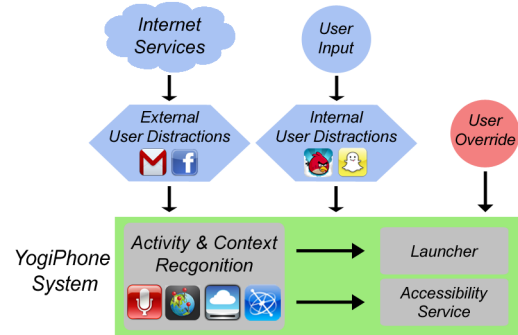 Internet
Services
User
Input
External
User Distractions
Internal
User Distractions
User
Override
YogiPhone
System
Activity & Context
Recgonition
Launcher
Accessibility
Service